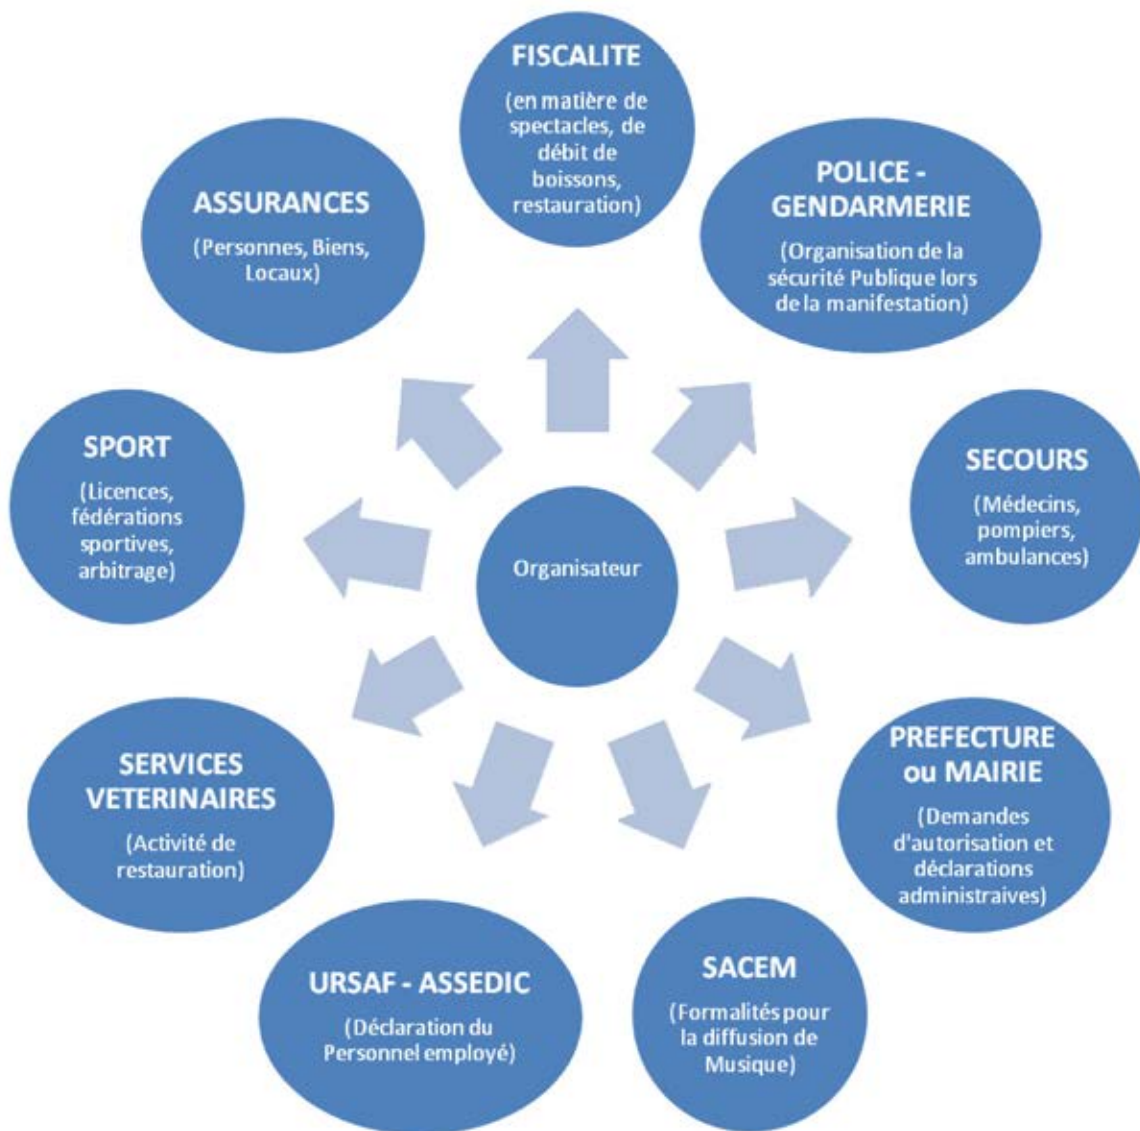 FISCALITE
(en matière de
spectacles, de
débit de
boissons,
restauration)
POLICE -
GENDARMERIE
(Organisation de la
sécurité Publique lors
de la manifestation)
SECOURS
(Médecins,
pompiers,
ambulances)
PREFECTURE
ou MAIRIE
(Demandes
d'autorisation et
déclarations
administraives)
SACEM
(Formalités pour
la diffusion de
Musique)
URSAF - ASSEDIC
(Déclaration du
Personnel employé)
SERVICES
VETERINAIRES
(Activité de
restauration)
SPORT
(Licences,
fédérations
sportives,
arbitrage)
ASSURANCES
(Personnes, Biens,
Locaux)
Organisateur